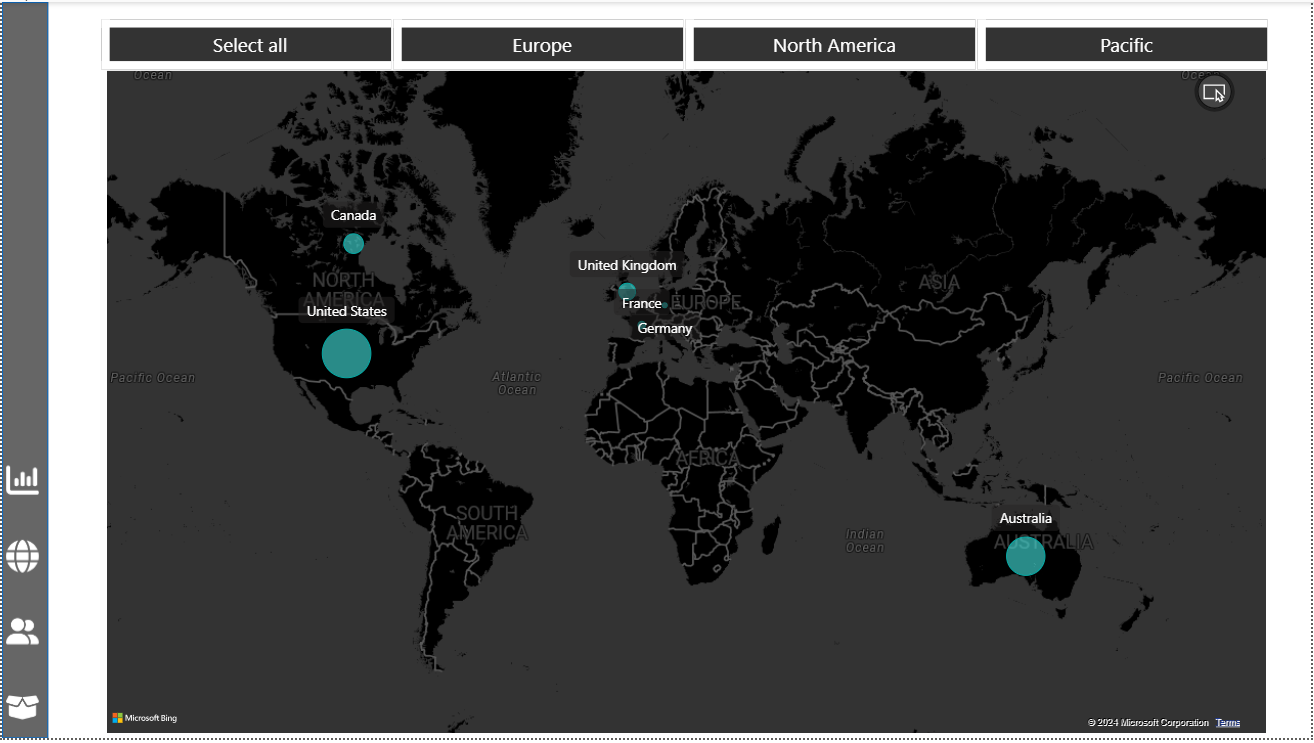 Select all
Europe
North America
Pacific
Ocean
Ocean
Canada
United Kingdom
NORTH
AMERICA
ASIA
France
EUROPE
United States
Germany
Pacific Ocean
Atlantic
Ocean
Pacific Ocean
AFRICA
SOUTH
AMERICA
Australia
AUSTRALIA
Indian
Ocean
Microsoft Bing
© 2024 Microsoft Corporation Terms